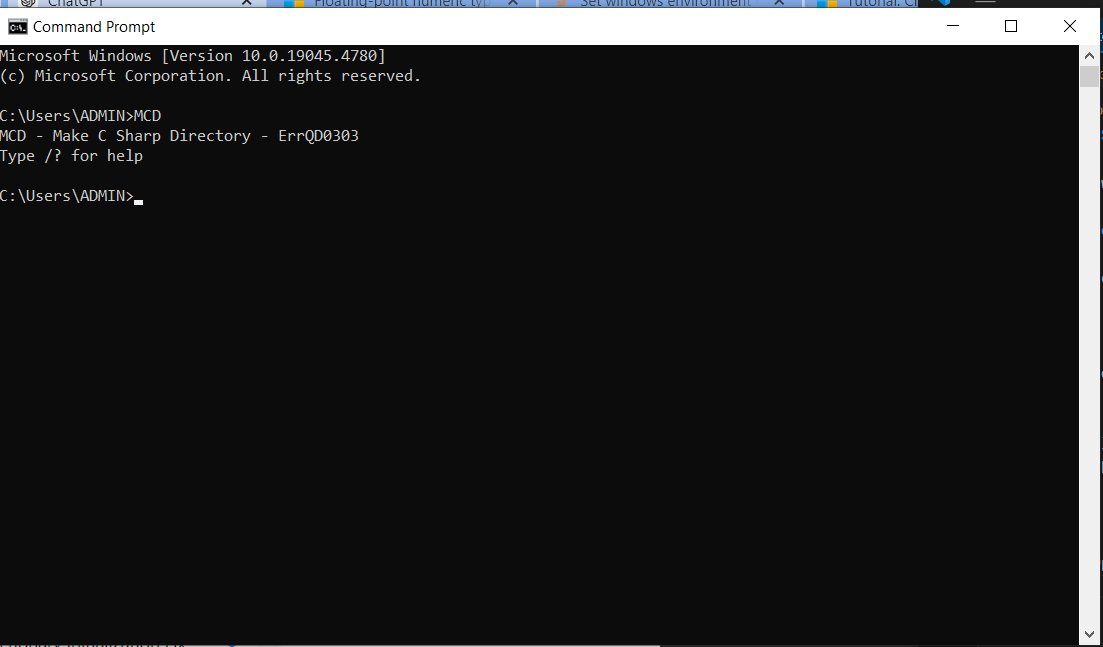 ChatGPT
Floating-point numeric typ
Set windows environment
Tutorial: Cl
Command Prompt
Microsoft Windows [Version 10.0.19045.4780]
(c) Microsoft Corporation. All rights reserved.
C:\Users\ADMIN>MCD
MCD - Make C Sharp Directory - ErrQD0303
Type /? for help
C:\Users\ADMIN>